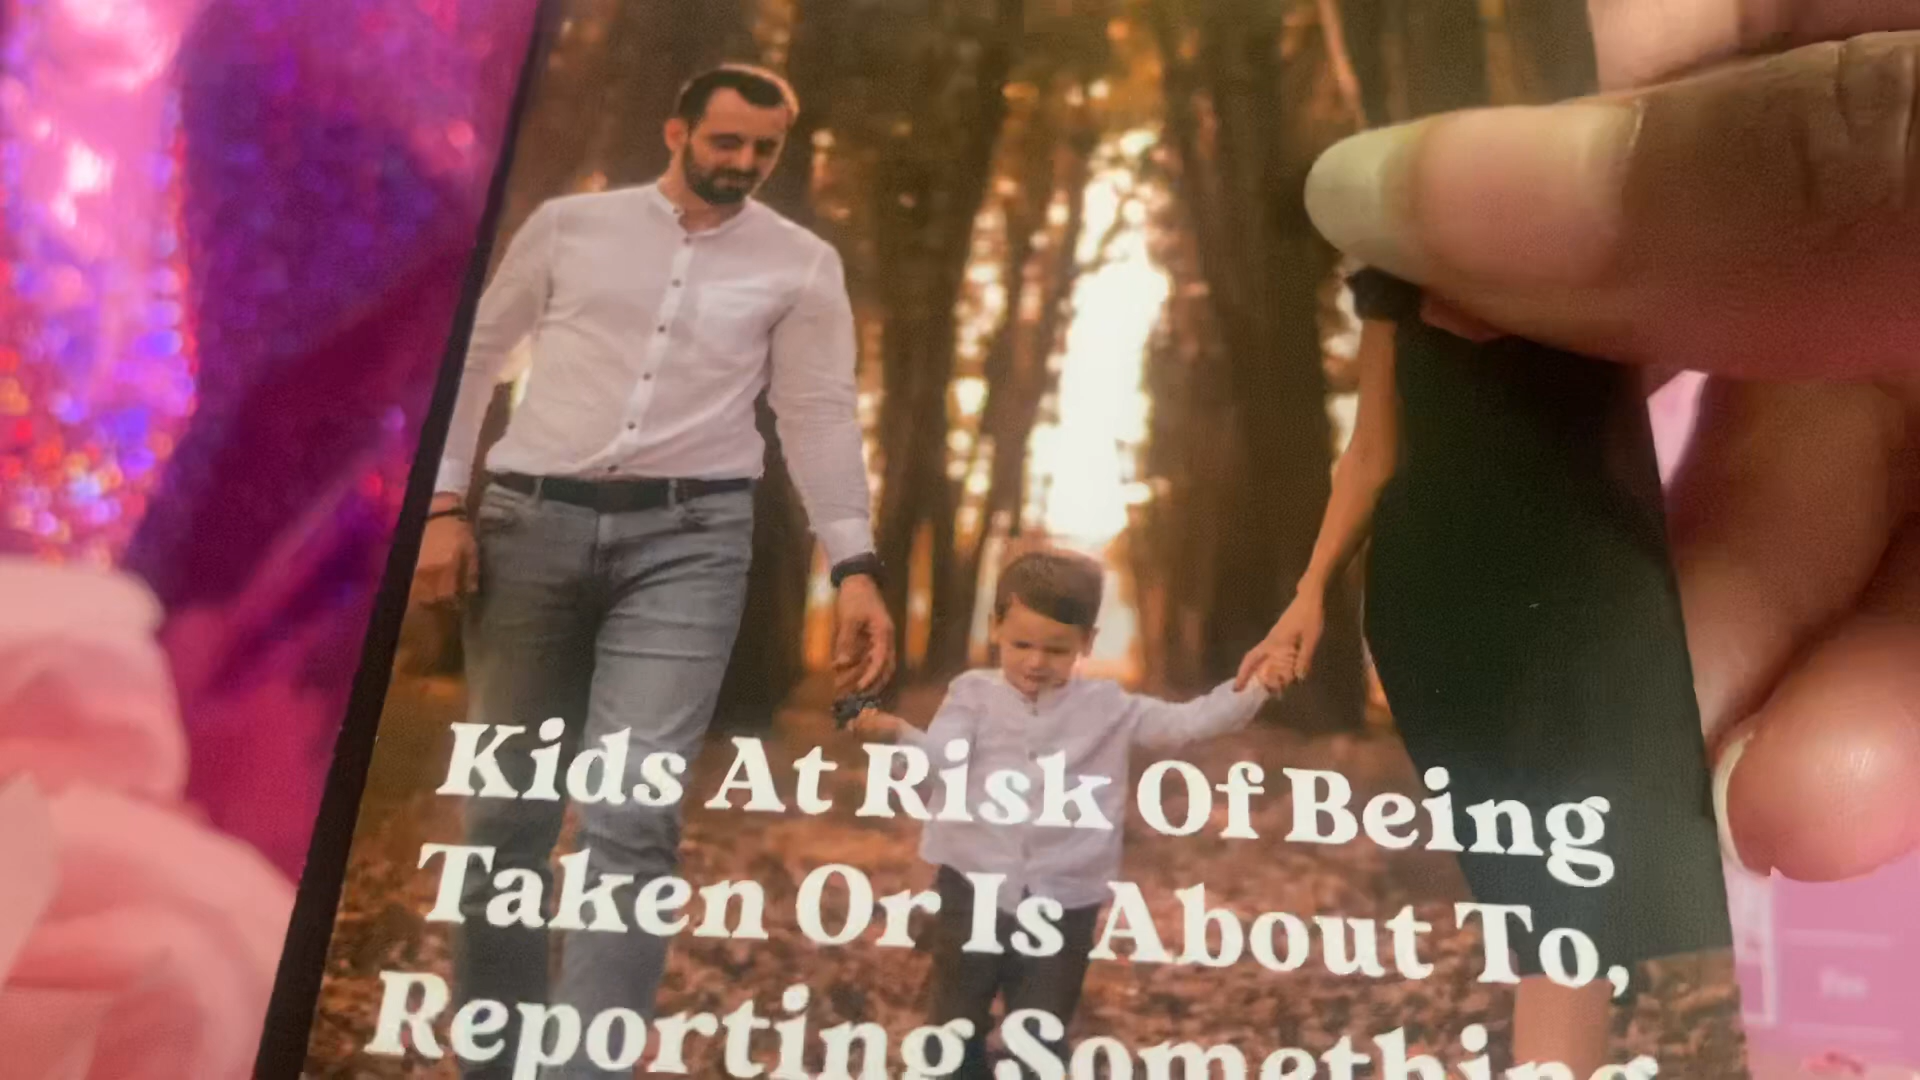 Kids At Risk Of Being
Taken Or Is About To,
Reporting Something